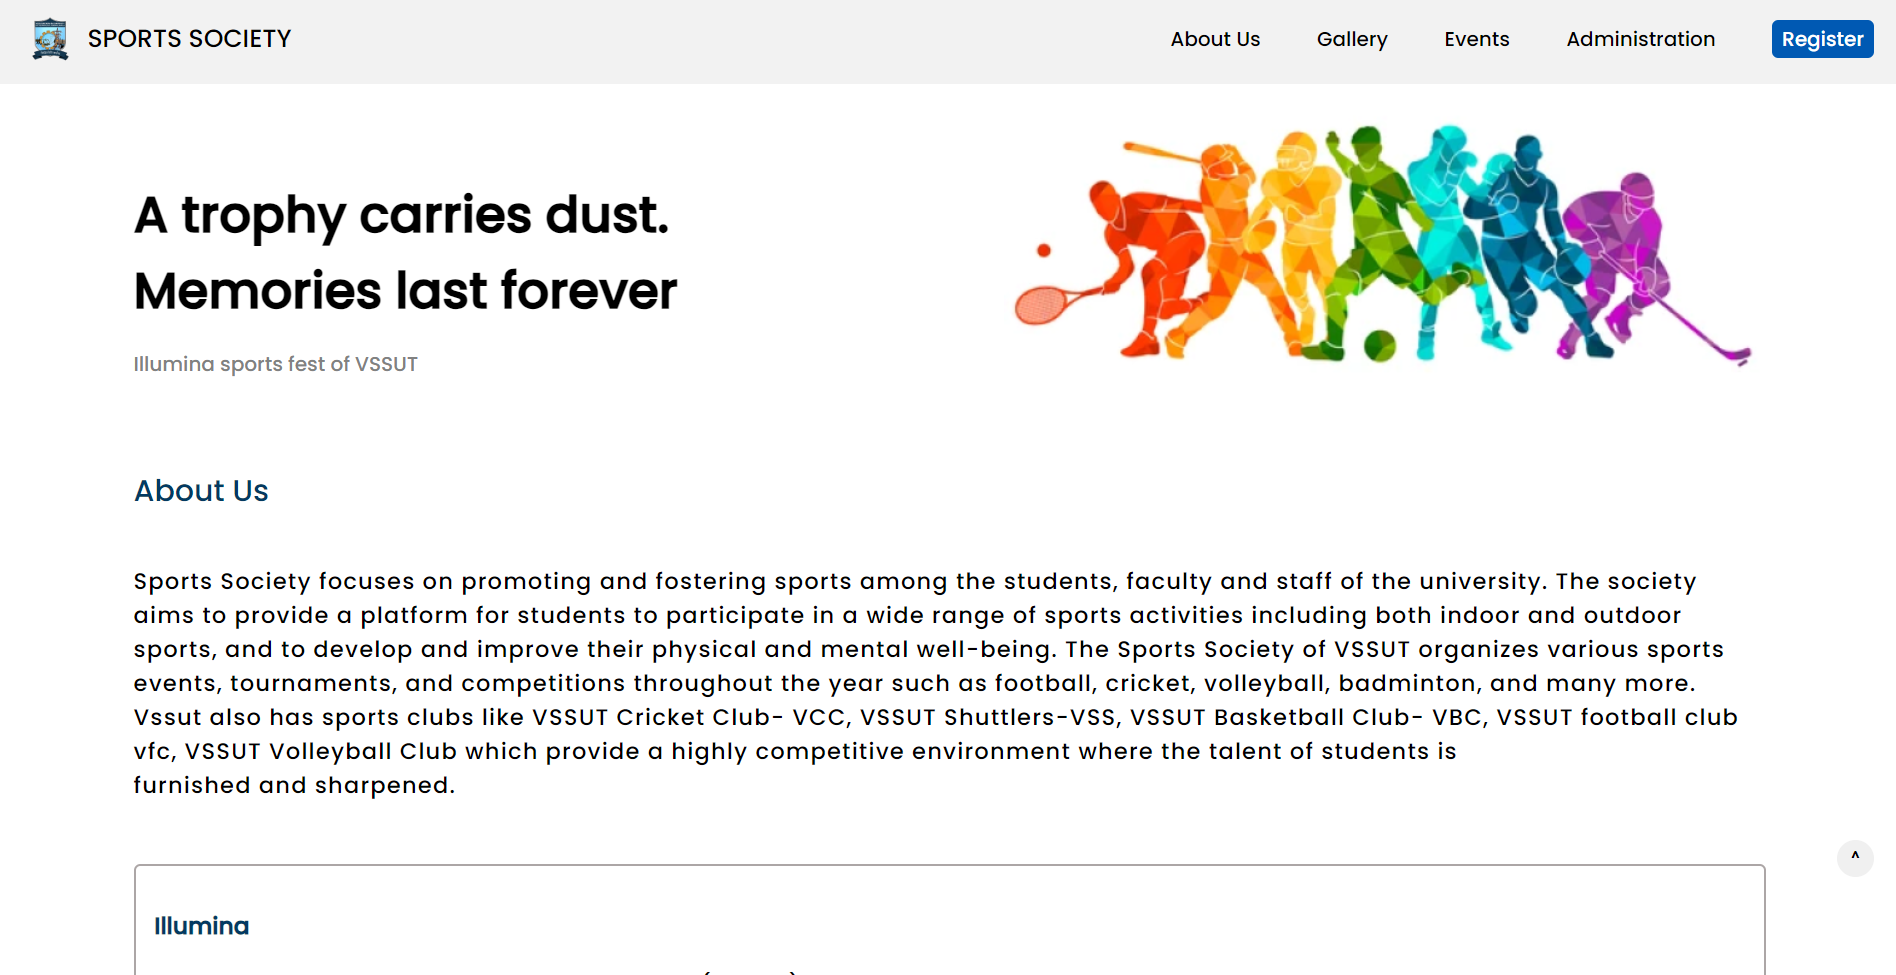 SPORTS SOCIETY
About Us
Gallery
Events
Administration
Register
A trophy carries dust.
Memories last forever
Illumina sports fest of VSSUT
About Us
Sports Society focuses on promoting and fostering sports among the students, faculty and staff of the university. The society
aims to provide a platform for students to participate in a wide range of sports activities including both indoor and outdoor
sports, and to develop and improve their physical and mental well-being. The Sports Society of VSSUT organizes various sports
events, tournaments, and competitions throughout the year such as football, cricket, volleyball, badminton, and many more.
Vssut also has sports clubs like VSSUT Cricket Club- VCC, VSSUT Shuttlers-VSS, VSSUT Basketball Club- VBC, VSSUT football club
vfc, VSSUT Volleyball Club which provide a highly competitive environment where the talent of students is
furnished and sharpened.
^
Illumina